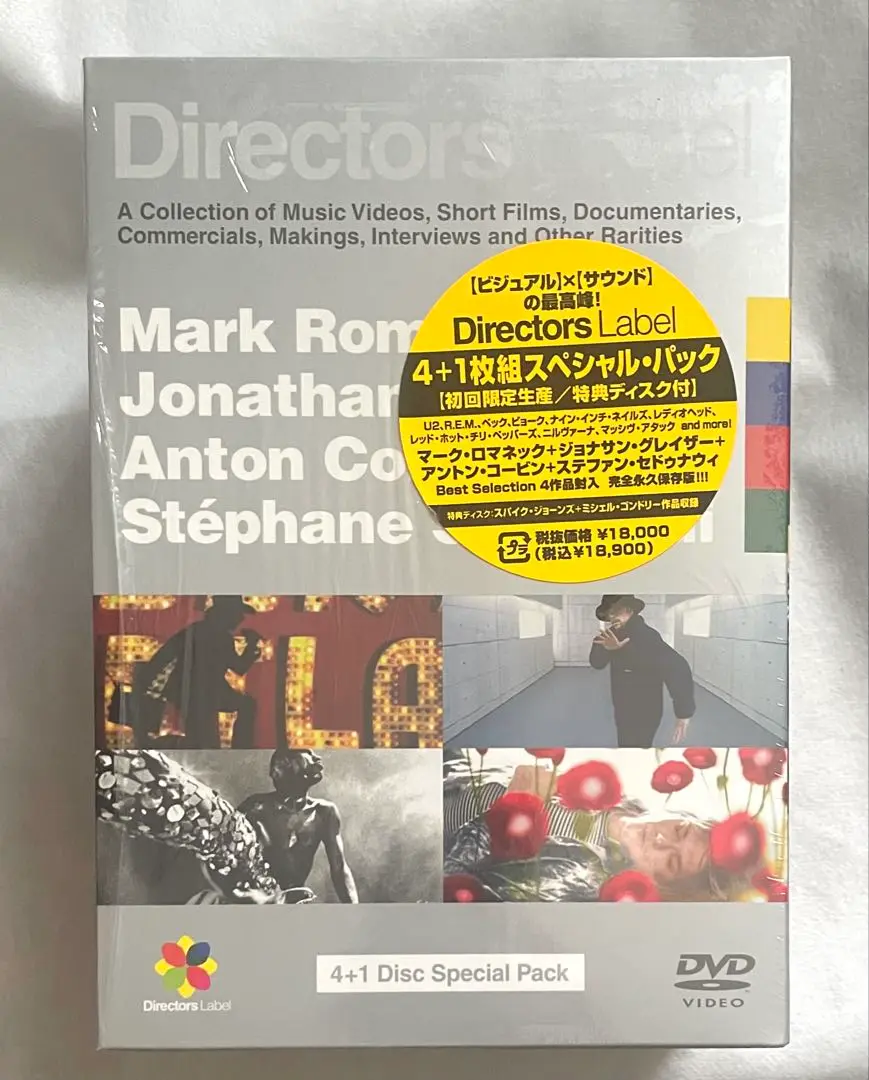 Directors
A Collection of Music Videos, Short Films, Documentaries,
Commercials, Makings, Interviews and Other Rarities
Mark Rom
Jonathan
Anton Co
Stéphane
【ビジュアル】×【サウンド】
の最高峰!
Directors Label
4+1枚組スペシャル・パック
【初回限定生産/特典ディスク付】
U2、R.E.M.、ベック、ビョーク、ナイン・インチ・ネイルズ、レディオヘッド、
レッド・ホット・チリ・ペッパーズ、ニルヴァーナ、マッシヴ・アタック and more!
マーク・ロマネック+ジョナサン・グレイザー+
アントン・コービン+ステファン・セドゥナウィ
Best Selection 4作品封入 完全永久保存版!!!
特典ディスク:スパイク・ジョーンズ+ミシェル・ゴンドリー作品収録
プラ
税抜価格 ¥18,000
(税込¥18,900)
4+1 Disc Special Pack
Directors Label
DVD
VIDEO